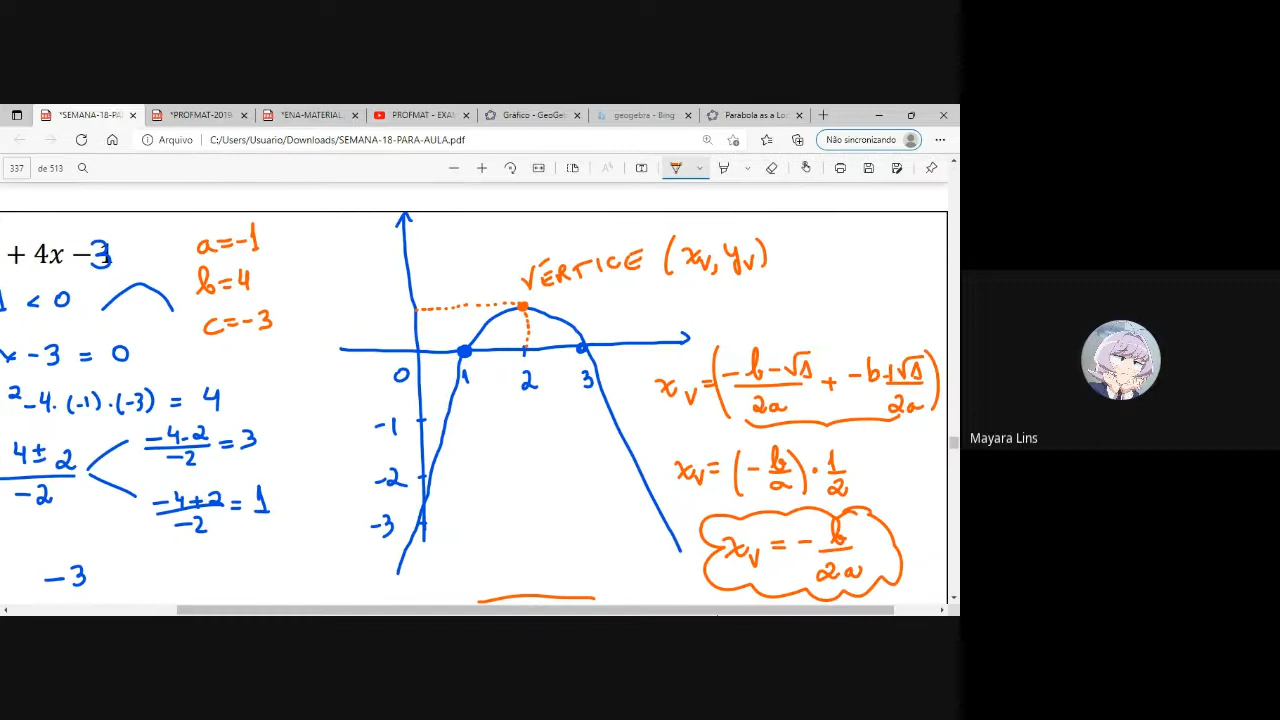 *SEMANA-18-PA
*PROFMAT-2019
*ENA-MATERIAL
PROFMAT - EXA
Gráfico - GeoGe
geogebra - Bing
Parabola as a Lo
Arquivo
C:/Users/Usuario/Downloads/SEMANA-18-PARA-AULA.pdf
Não sincronizando
337
de 513
+ 4x − 3
1 < 0
x − 3 = 0
² − 4 · (−1) · (−3) = 4
4 ± 2
−2
−4 − 2 / −2 = 3
−4 + 2 / −2 = 1
−3
a = −1
b = 4
c = −3
VÉRTICE (xv, yv)
0 1 2 3
−1
−2
−3
xv = (−b − √Δ / 2a + −b + √Δ / 2a)
xv = (− b/a) · 1/2
xv = − b/2a
Mayara Lins